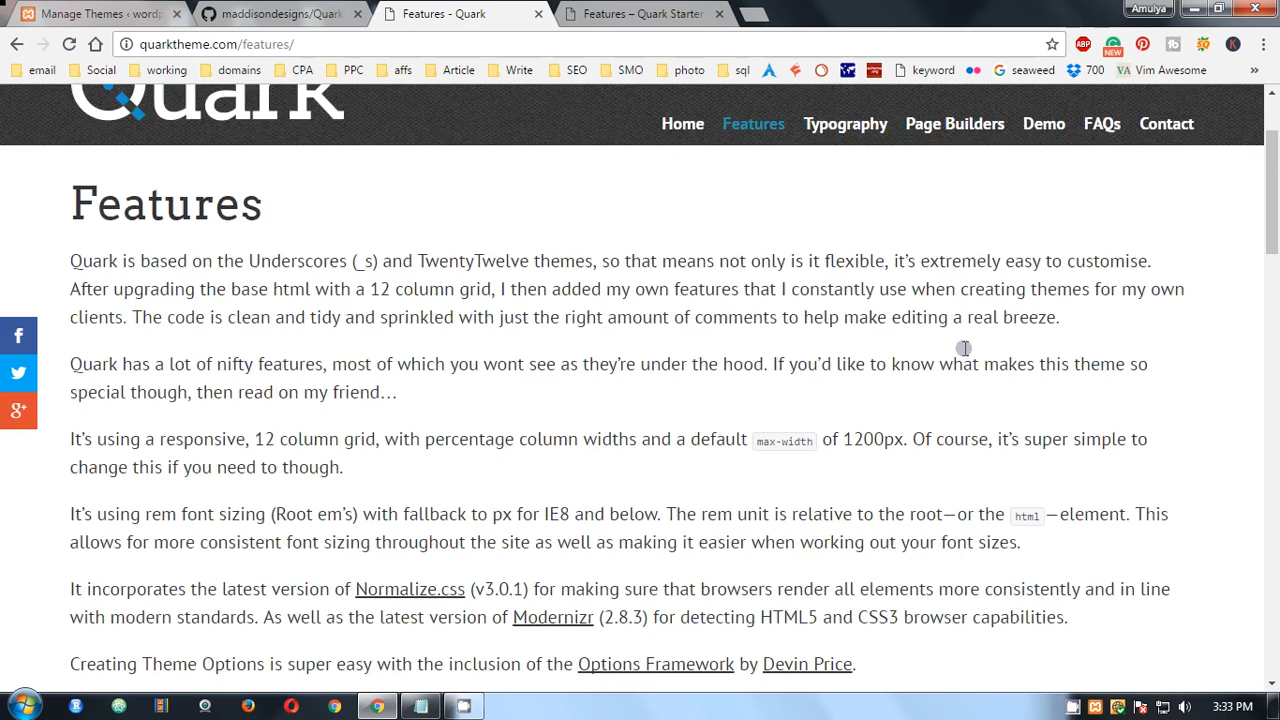 Manage Themes ‹ wordp
maddisondesigns/Quark
Features - Quark
Features – Quark Starter
Amulya
quarktheme.com/features/
ABP
NEW
K
email
Social
working
domains
CPA
PPC
affs
Article
Write
SEO
SMO
photo
sql
keyword
seaweed
700
VA
Vim Awesome
»
Quark
Home
Features
Typography
Page Builders
Demo
FAQs
Contact
Features
Quark is based on the Underscores (_s) and TwentyTwelve themes, so that means not only is it flexible, it’s extremely easy to customise.
After upgrading the base html with a 12 column grid, I then added my own features that I constantly use when creating themes for my own
clients. The code is clean and tidy and sprinkled with just the right amount of comments to help make editing a real breeze.
Quark has a lot of nifty features, most of which you wont see as they’re under the hood. If you’d like to know what makes this theme so
special though, then read on my friend…
It’s using a responsive, 12 column grid, with percentage column widths and a default max-width of 1200px. Of course, it’s super simple to
change this if you need to though.
It’s using rem font sizing (Root em’s) with fallback to px for IE8 and below. The rem unit is relative to the root—or the html—element. This
allows for more consistent font sizing throughout the site as well as making it easier when working out your font sizes.
It incorporates the latest version of Normalize.css (v3.0.1) for making sure that browsers render all elements more consistently and in line
with modern standards. As well as the latest version of Modernizr (2.8.3) for detecting HTML5 and CSS3 browser capabilities.
Creating Theme Options is super easy with the inclusion of the Options Framework by Devin Price.
3:33 PM